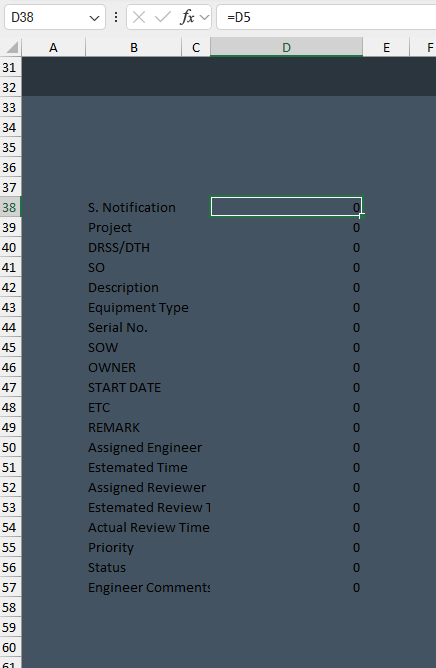 D38 fx =D5
A B C D E F
31
32
33
34
35
36
37
38 S. Notification 0
39 Project 0
40 DRSS/DTH 0
41 SO 0
42 Description 0
43 Equipment Type 0
44 Serial No. 0
45 SOW 0
46 OWNER 0
47 START DATE 0
48 ETC 0
49 REMARK 0
50 Assigned Engineer 0
51 Estemated Time 0
52 Assigned Reviewer 0
53 Estemated Review T 0
54 Actual Review Time 0
55 Priority 0
56 Status 0
57 Engineer Comments 0
58
59
60
61